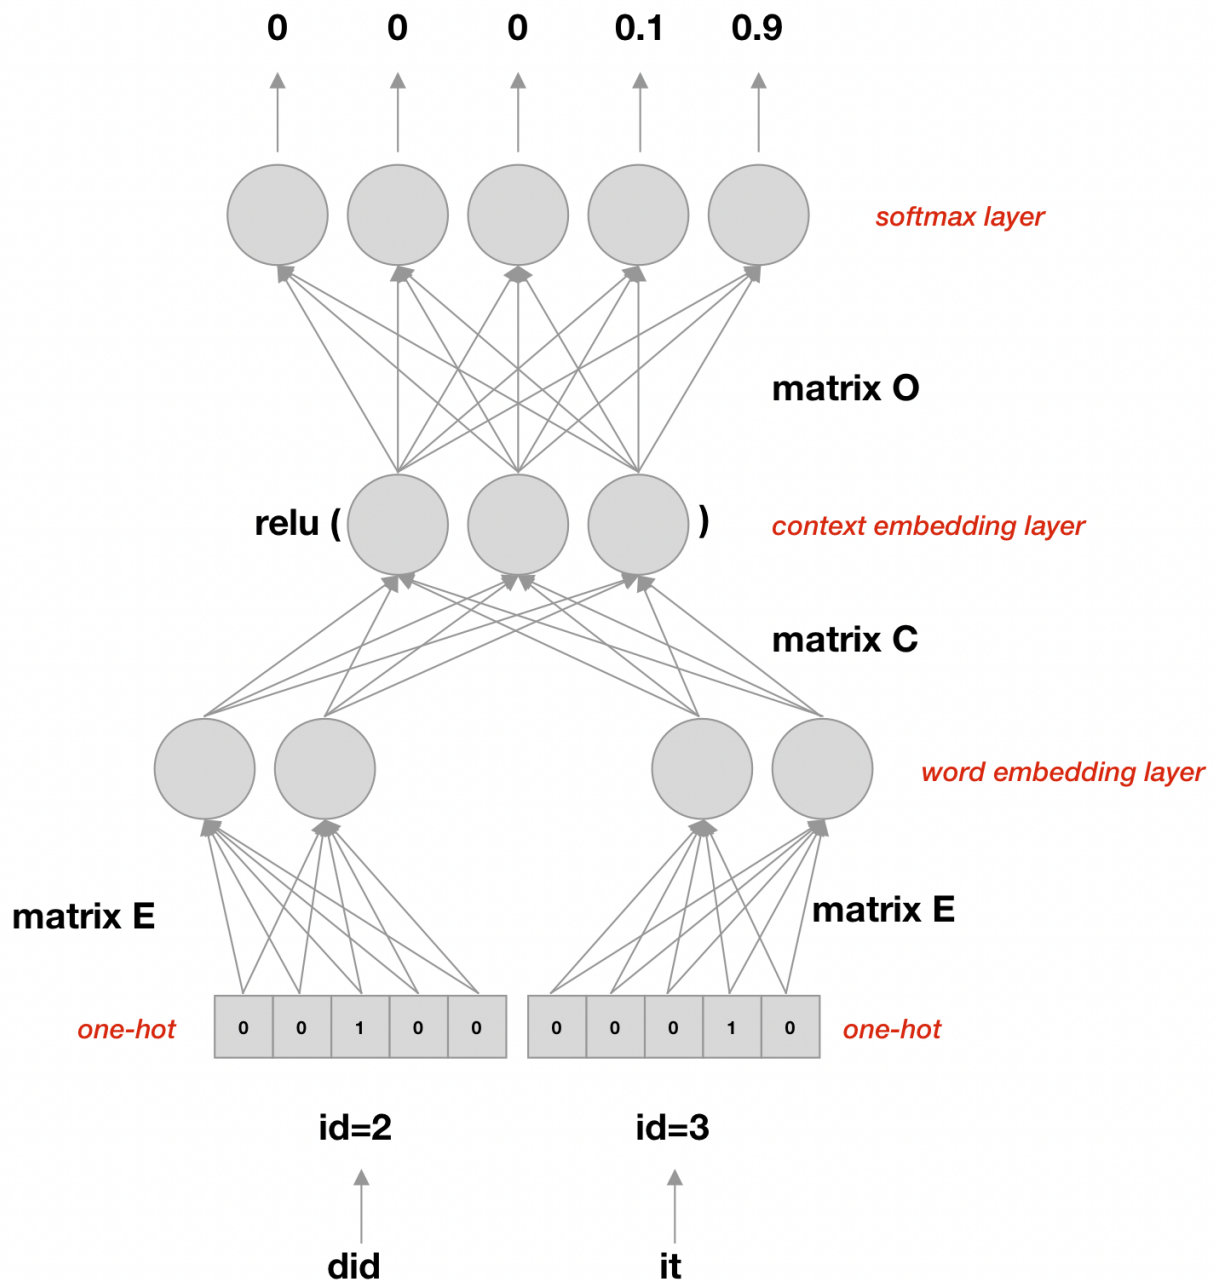 0 0 0 0.1 0.9
softmax layer
matrix O
relu ( )
context embedding layer
matrix C
word embedding layer
matrix E
matrix E
one-hot
0 0 1 0 0
0 0 0 1 0
one-hot
id=2
id=3
did
it